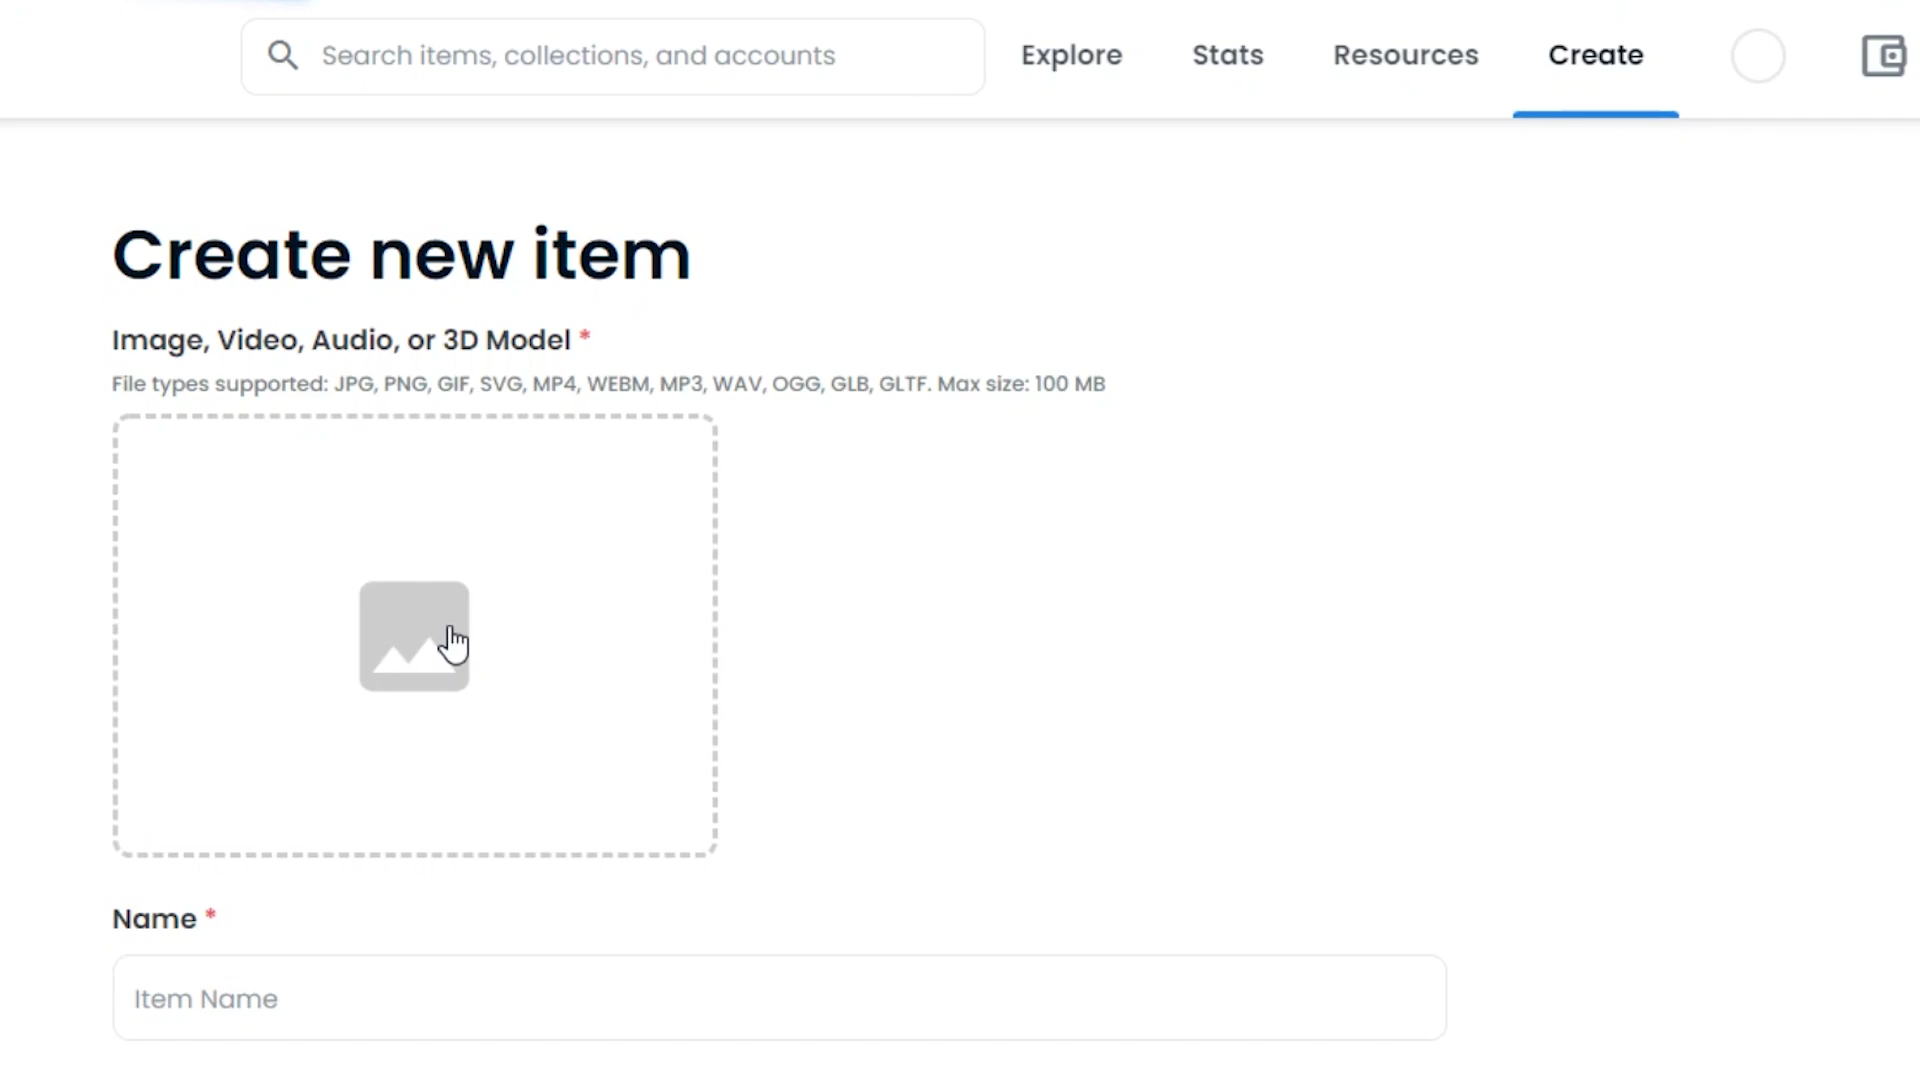 Search items, collections, and accounts
Explore
Stats
Resources
Create
Create new item
Image, Video, Audio, or 3D Model *
File types supported: JPG, PNG, GIF, SVG, MP4, WEBM, MP3, WAV, OGG, GLB, GLTF. Max size: 100 MB
Name *
Item Name